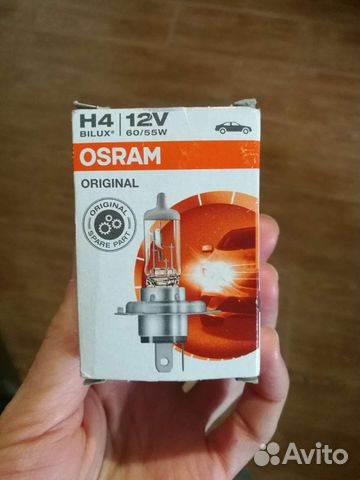 H4 12V
BILUX® 60/55W
OSRAM
ORIGINAL
ORIGINAL
SPARE PART
Avito